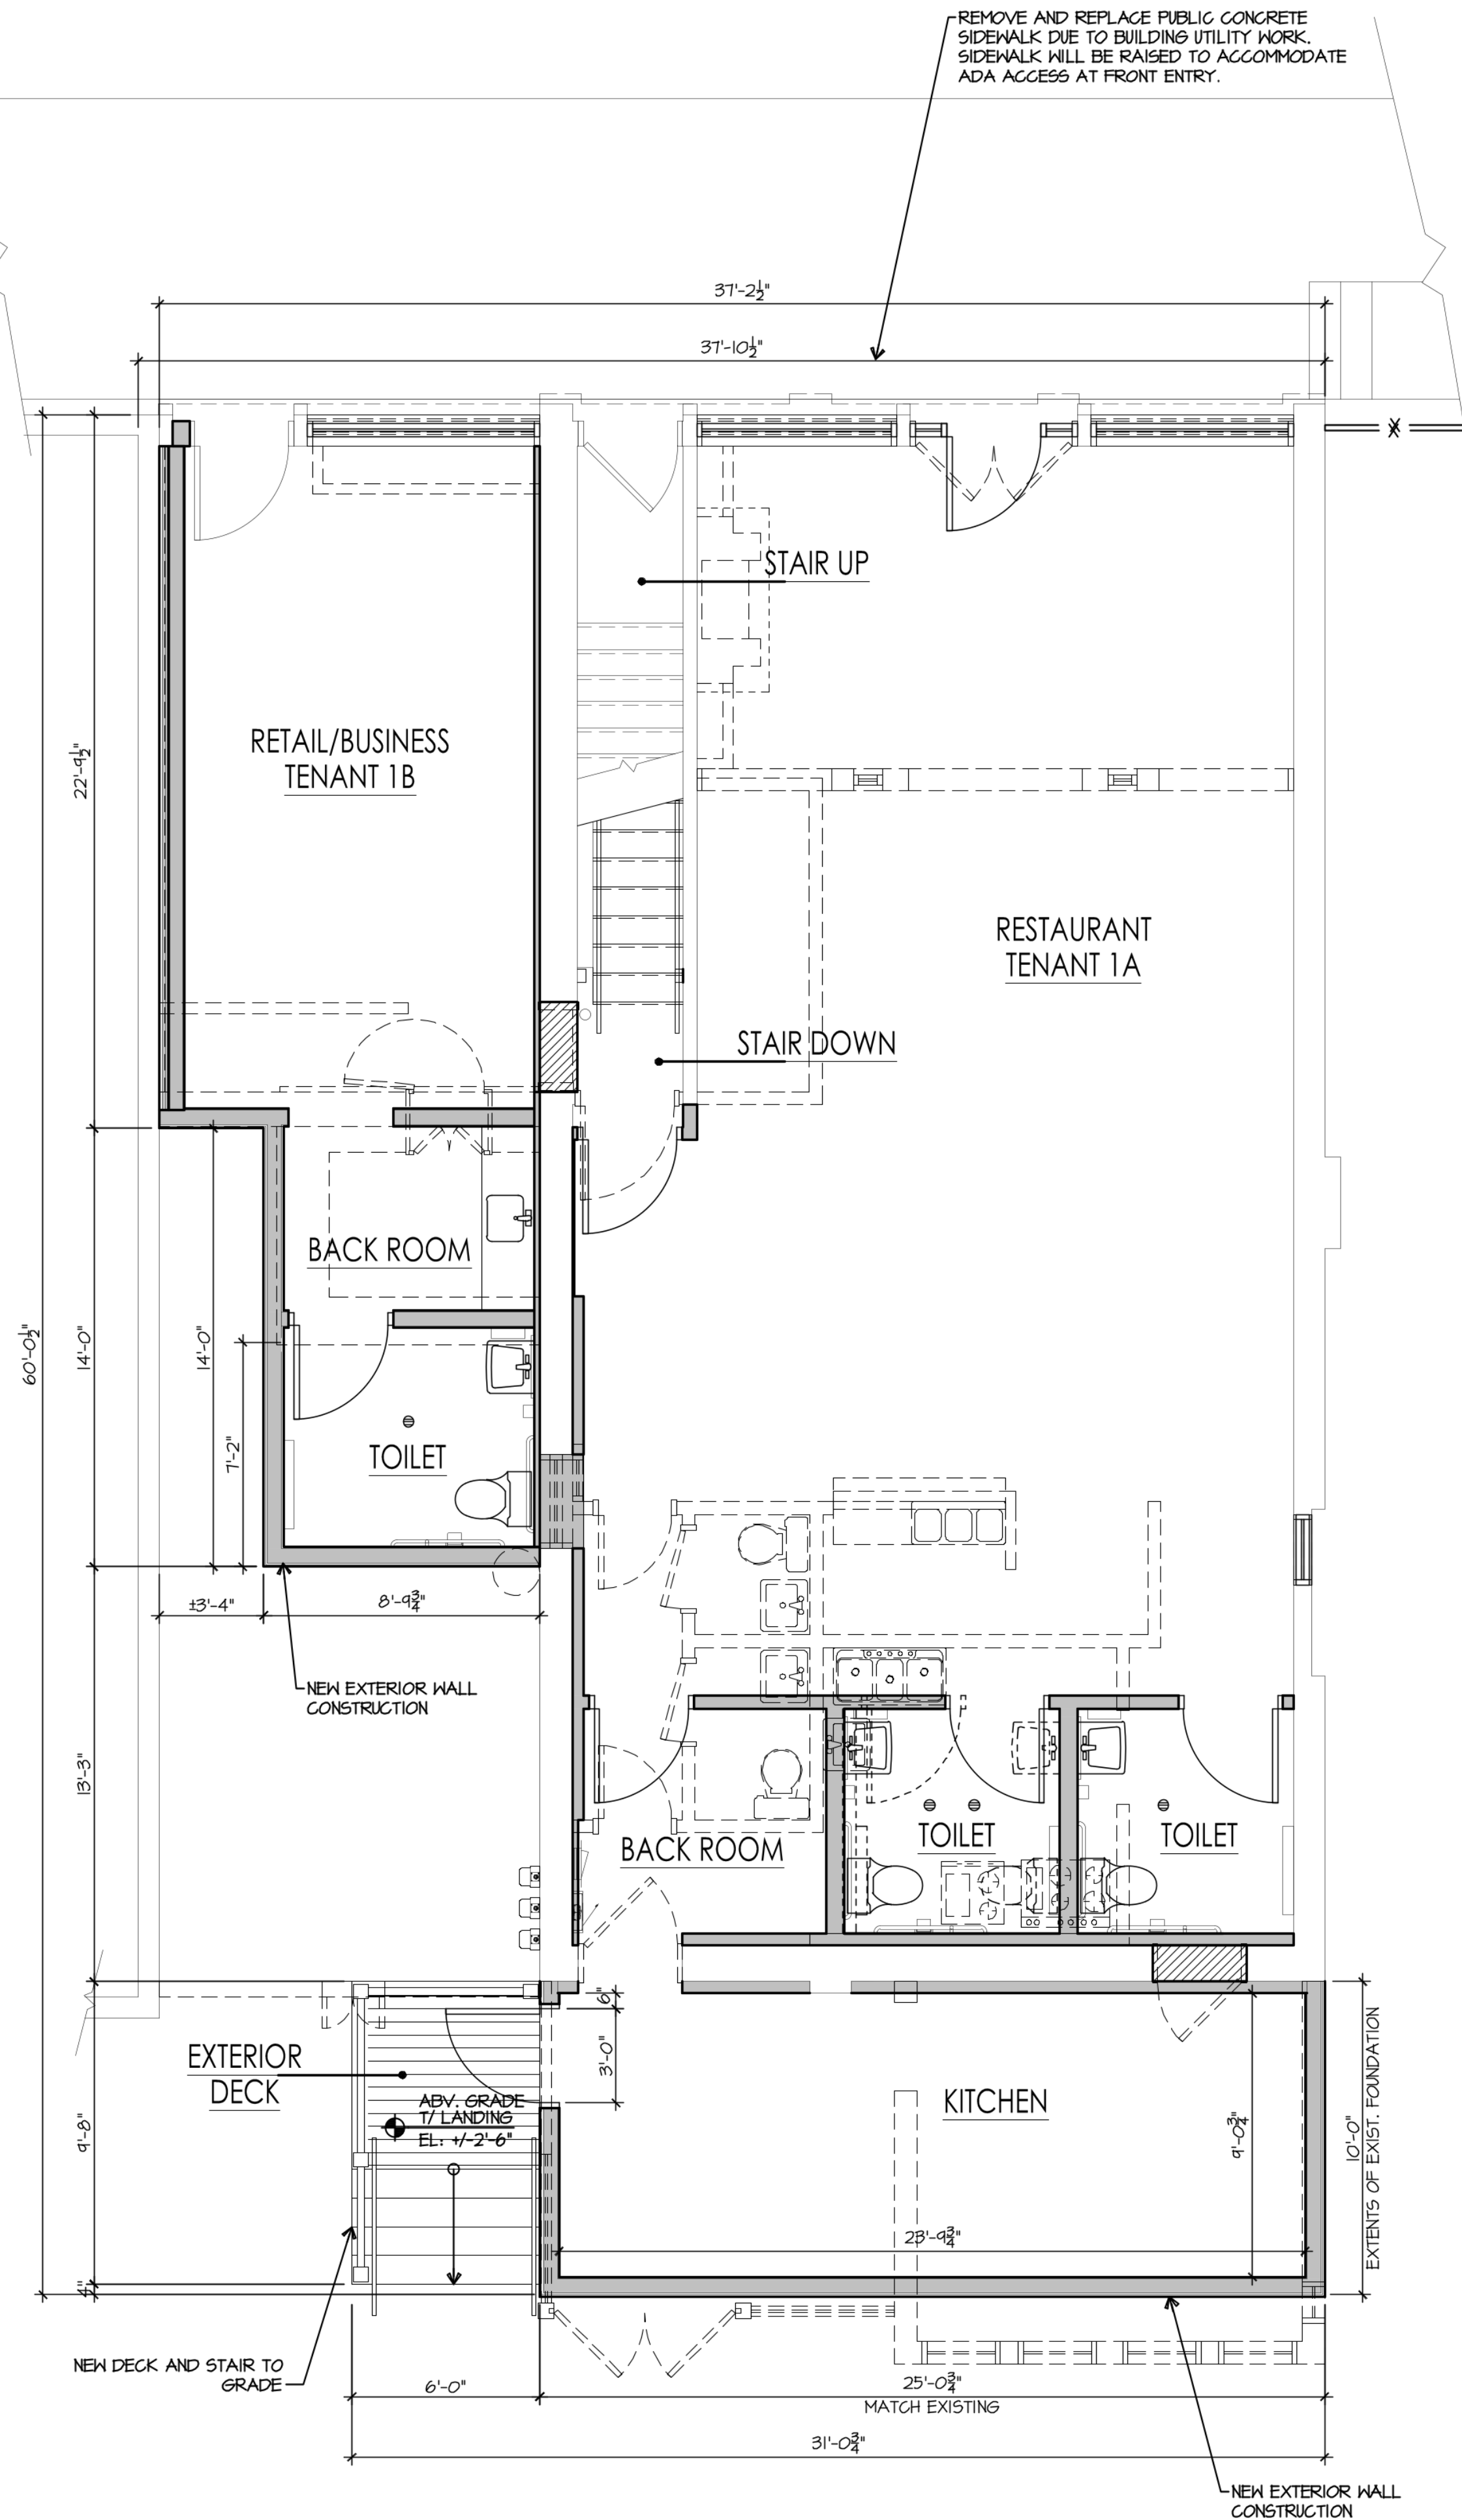 REMOVE AND REPLACE PUBLIC CONCRETE
SIDEWALK DUE TO BUILDING UTILITY WORK.
SIDEWALK WILL BE RAISED TO ACCOMMODATE
ADA ACCESS AT FRONT ENTRY.
37'-2½"
37'-10½"
STAIR UP
RETAIL/BUSINESS
TENANT 1B
22'-9½"
RESTAURANT
TENANT 1A
STAIR DOWN
BACK ROOM
60'-0½"
14'-0"
14'-0"
7'-2"
TOILET
±3'-4"
8'-9¾"
NEW EXTERIOR WALL
CONSTRUCTION
13'-3"
BACK ROOM
TOILET
TOILET
6"
3'-0"
EXTERIOR
DECK
ABV. GRADE
T/ LANDING
EL: +/-2'-6"
KITCHEN
9'-8"
9'-0¾"
10'-0"
EXTENTS OF EXIST. FOUNDATION
23'-9¾"
4"
NEW DECK AND STAIR TO
GRADE
6'-0"
25'-0¾"
MATCH EXISTING
31'-0¾"
NEW EXTERIOR WALL
CONSTRUCTION